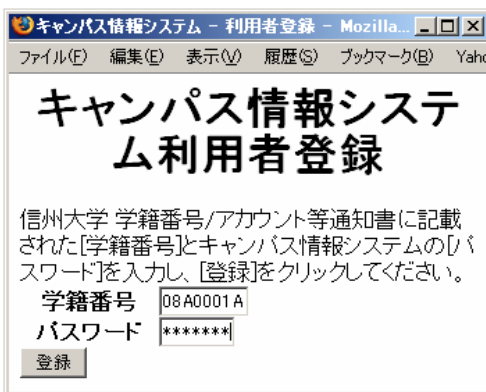 キャンパス情報システム - 利用者登録 - Mozilla...
ファイル(F) 編集(E) 表示(V) 履歴(S) ブックマーク(B) Yaho
キャンパス情報システ
ム利用者登録
信州大学 学籍番号/アカウント等通知書に記載
された[学籍番号]とキャンパス情報システムの[パ
スワード]を入力し、[登録]をクリックしてください。
学籍番号 08A0001A
パスワード *******
登録